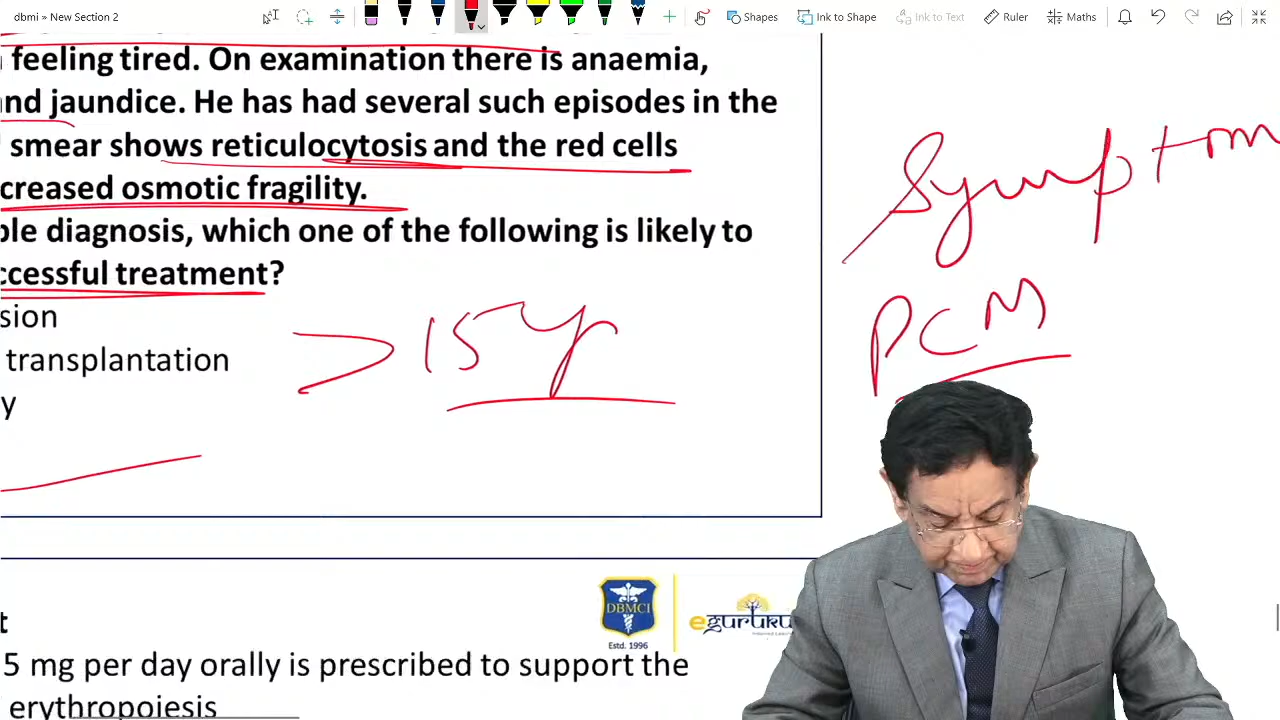 dbmi » New Section 2
Shapes
Ink to Shape
Ink to Text
Ruler
Maths
feeling tired. On examination there is anaemia,
and jaundice. He has had several such episodes in the
smear shows reticulocytosis and the red cells
creased osmotic fragility.
ble diagnosis, which one of the following is likely to
ccessful treatment?
sion
transplantation
y
> 15 yr
Symptom
PCM
DBMCI
Estd. 1996
eguruku
t
5 mg per day orally is prescribed to support the
erythropoiesis